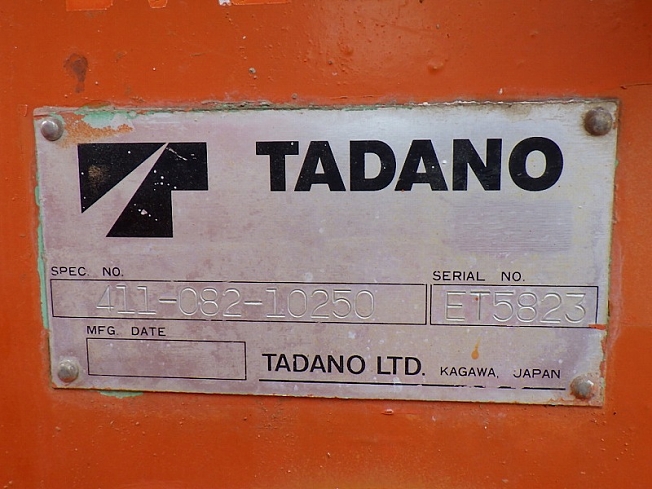 TADANO
SPEC. NO.
411-082-10250
SERIAL NO.
ET5823
MFG. DATE
TADANO LTD. KAGAWA, JAPAN